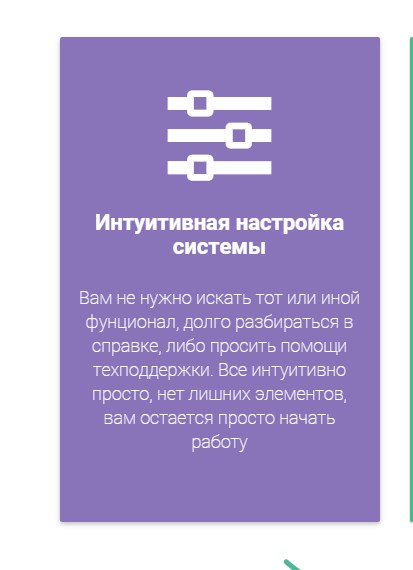 Интуитивная настройка
системы
Вам не нужно искать тот или иной
фунционал, долго разбираться в
справке, либо просить помощи
техподдержки. Все интуитивно
просто, нет лишних элементов,
вам остается просто начать
работу